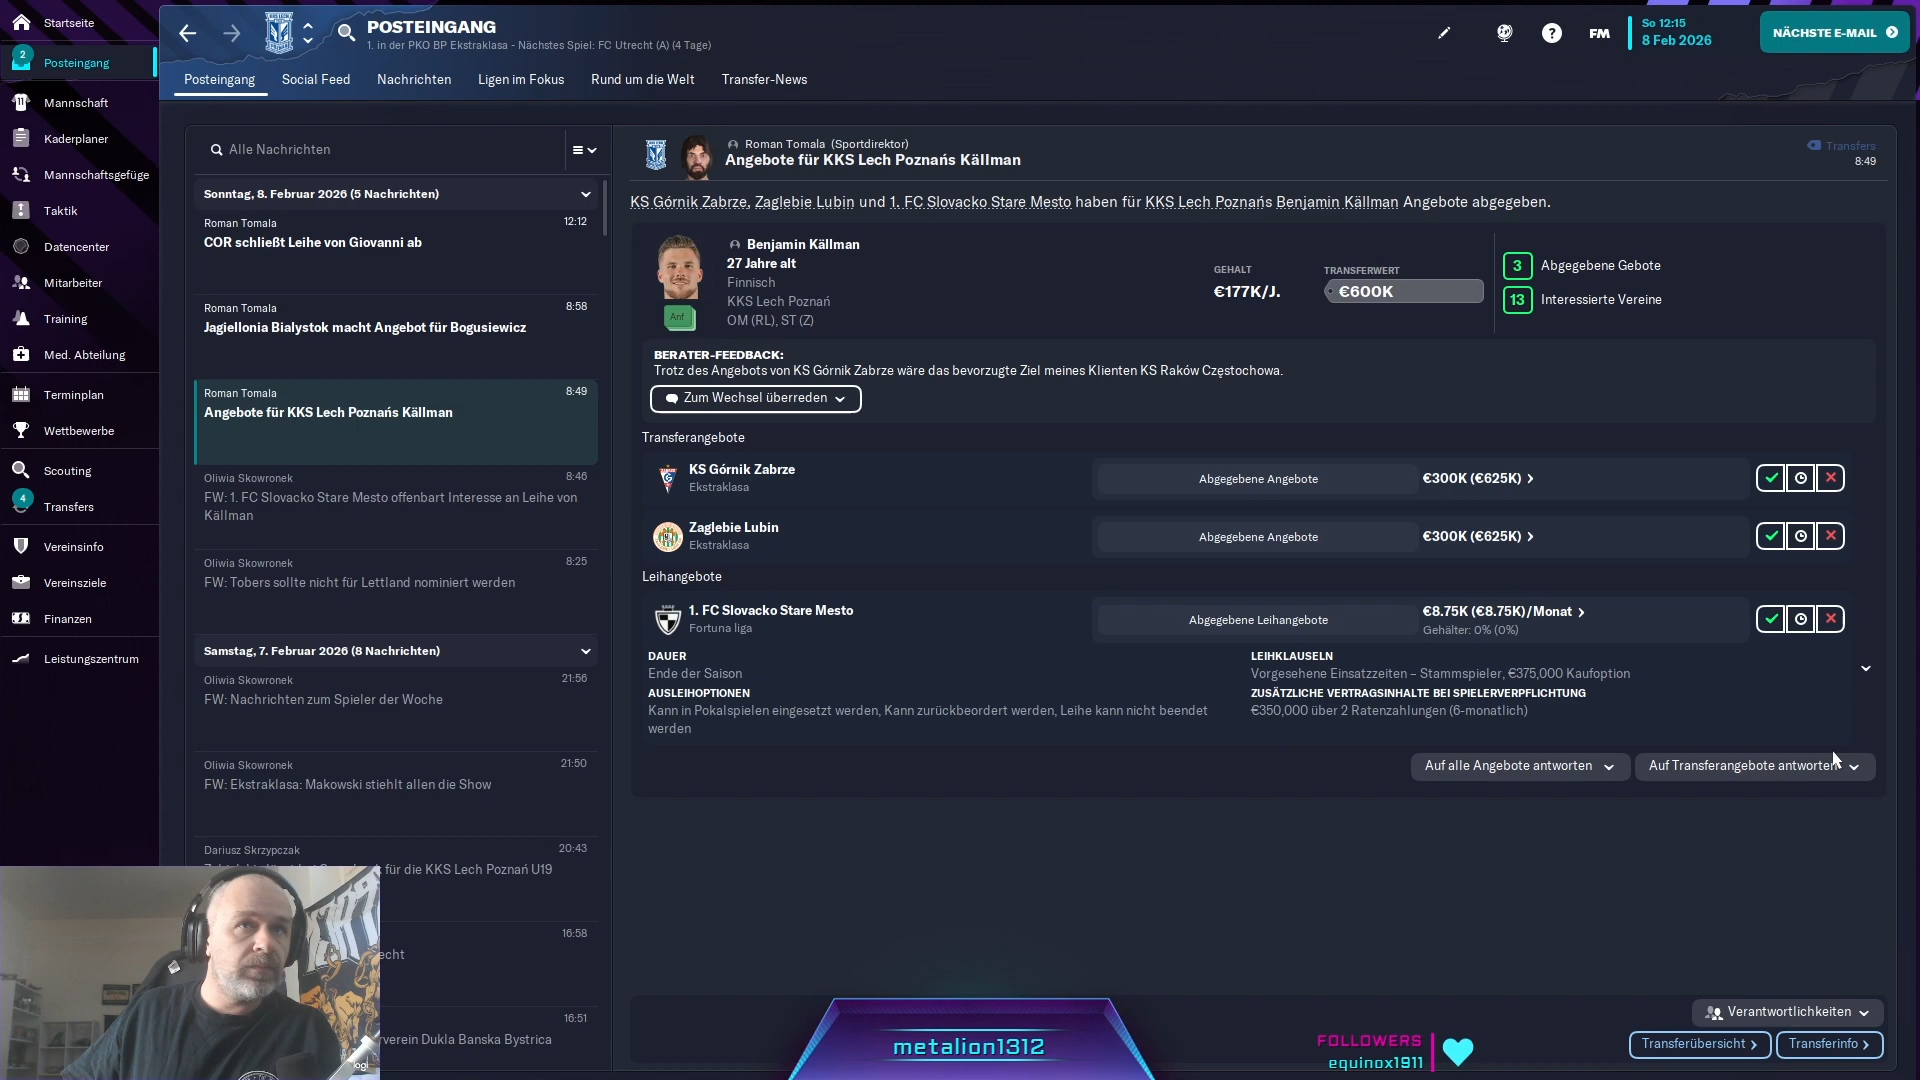 Startseite
2
Posteingang
Mannschaft
Kaderplaner
Mannschaftsgefüge
Taktik
Datencenter
Mitarbeiter
Training
Med. Abteilung
Terminplan
Wettbewerbe
Scouting
4
Transfers
Vereinsinfo
Vereinsziele
Finanzen
Leistungszentrum
POSTEINGANG
1. in der PKO BP Ekstraklasa - Nächstes Spiel: FC Utrecht (A) (4 Tage)
FM
So 12:15
8 Feb 2026
NÄCHSTE E-MAIL
Posteingang Social Feed Nachrichten Ligen im Fokus Rund um die Welt Transfer-News
Alle Nachrichten
Sonntag, 8. Februar 2026 (5 Nachrichten)
Roman Tomala 12:12
COR schließt Leihe von Giovanni ab
Roman Tomala 8:58
Jagiellonia Bialystok macht Angebot für Bogusiewicz
Roman Tomala 8:49
Angebote für KKS Lech Poznańs Källman
Oliwia Skowronek 8:46
FW: 1. FC Slovacko Stare Mesto offenbart Interesse an Leihe von
Källman
Oliwia Skowronek 8:25
FW: Tobers sollte nicht für Lettland nominiert werden
Samstag, 7. Februar 2026 (8 Nachrichten)
Oliwia Skowronek 21:56
FW: Nachrichten zum Spieler der Woche
Oliwia Skowronek 21:50
FW: Ekstraklasa: Makowski stiehlt allen die Show
Dariusz Skrzypczak 20:43
für die KKS Lech Poznań U19
16:58
echt
16:51
rverein Dukla Banska Bystrica
Roman Tomala (Sportdirektor)
Angebote für KKS Lech Poznańs Källman
Transfers
8:49
KS Górnik Zabrze, Zaglebie Lubin und 1. FC Slovacko Stare Mesto haben für KKS Lech Poznańs Benjamin Källman Angebote abgegeben.
Benjamin Källman
27 Jahre alt
Finnisch
KKS Lech Poznań
OM (RL), ST (Z)
Anf
GEHALT
€177K/J.
TRANSFERWERT
€600K
3 Abgegebene Gebote
13 Interessierte Vereine
BERATER-FEEDBACK:
Trotz des Angebots von KS Górnik Zabrze wäre das bevorzugte Ziel meines Klienten KS Raków Częstochowa.
Zum Wechsel überreden
Transferangebote
KS Górnik Zabrze
Ekstraklasa
Abgegebene Angebote
€300K (€625K)
Zaglebie Lubin
Ekstraklasa
Abgegebene Angebote
€300K (€625K)
Leihangebote
1. FC Slovacko Stare Mesto
Fortuna liga
Abgegebene Leihangebote
€8.75K (€8.75K)/Monat
Gehälter: 0% (0%)
DAUER
Ende der Saison
AUSLEIHOPTIONEN
Kann in Pokalspielen eingesetzt werden, Kann zurückbeordert werden, Leihe kann nicht beendet
werden
LEIHKLAUSELN
Vorgesehene Einsatzzeiten – Stammspieler, €375,000 Kaufoption
ZUSÄTZLICHE VERTRAGSINHALTE BEI SPIELERVERPFLICHTUNG
€350,000 über 2 Ratenzahlungen (6-monatlich)
Auf alle Angebote antworten
Auf Transferangebote antworten
Verantwortlichkeiten
Transferübersicht
Transferinfo
metalion1312
FOLLOWERS
equinox1911
logi